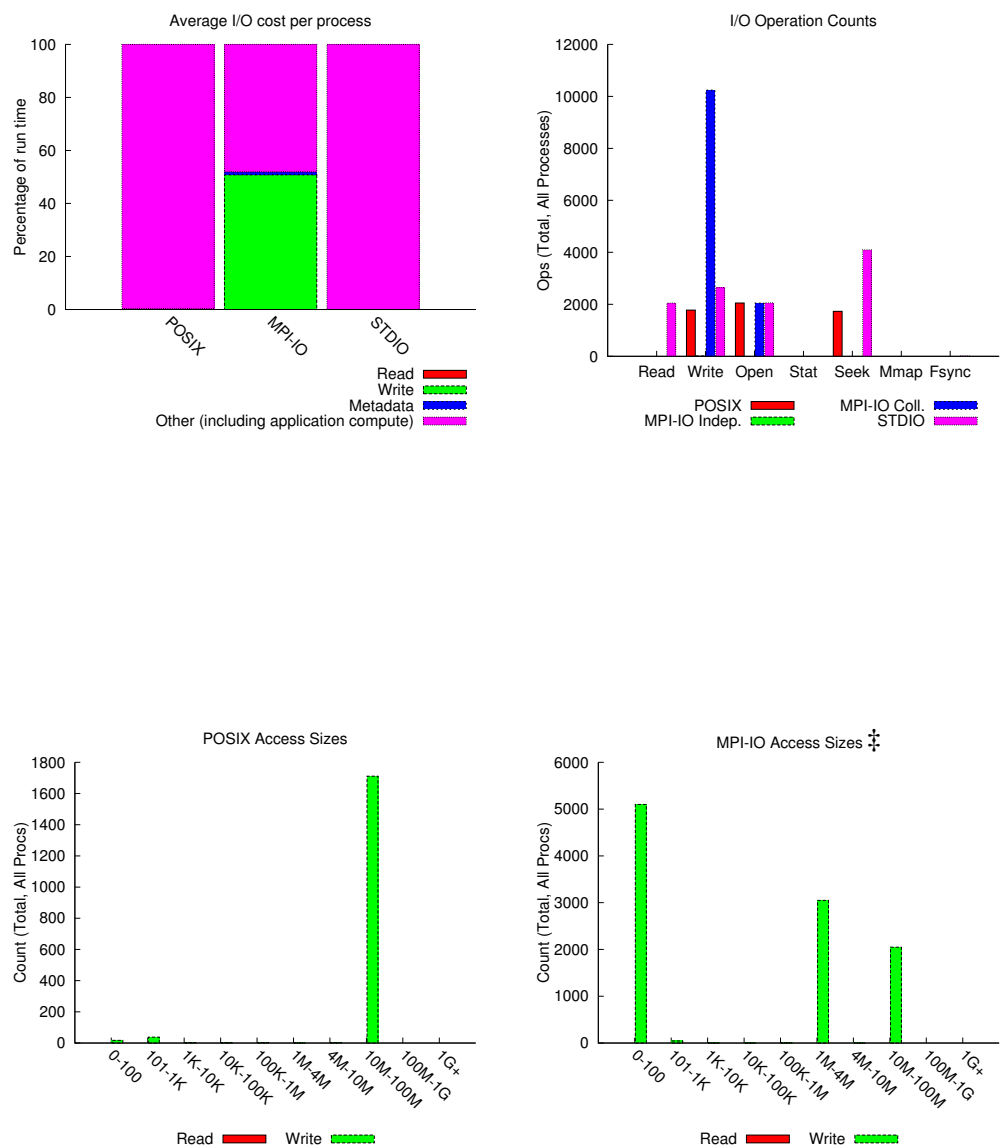 Average I/O cost per process
100
80
60
40
20
0
Percentage of run time
POSIX
MPI-IO
STDIO
Read
Write
Metadata
Other (including application compute)
I/O Operation Counts
12000
10000
8000
6000
4000
2000
0
Ops (Total, All Processes)
Read Write Open Stat Seek Mmap Fsync
POSIX
MPI-IO Indep.
MPI-IO Coll.
STDIO
POSIX Access Sizes
1800
1600
1400
1200
1000
800
600
400
200
0
Count (Total, All Procs)
0-100
101-1K
1K-10K
10K-100K
100K-1M
1M-4M
4M-10M
10M-100M
100M-1G
1G+
Read Write
MPI-IO Access Sizes ‡
6000
5000
4000
3000
2000
1000
0
Count (Total, All Procs)
0-100
101-1K
1K-10K
10K-100K
100K-1M
1M-4M
4M-10M
10M-100M
100M-1G
1G+
Read Write